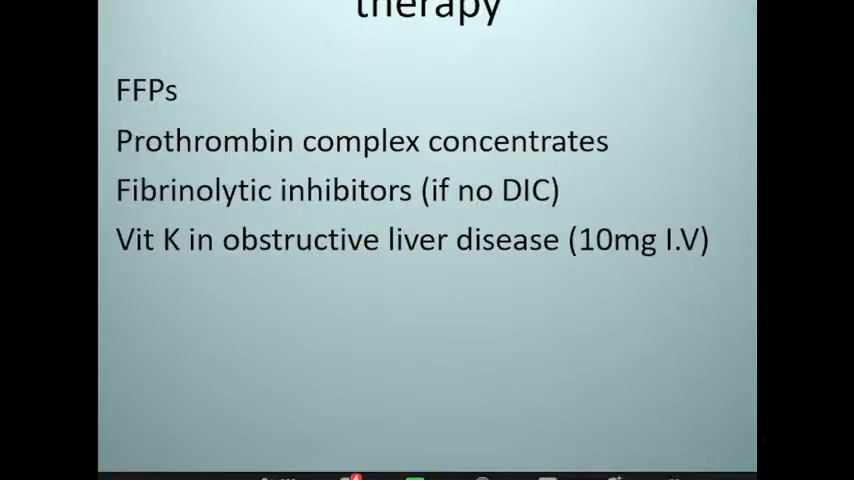 therapy
FFPs
Prothrombin complex concentrates
Fibrinolytic inhibitors (if no DIC)
Vit K in obstructive liver disease (10mg I.V)